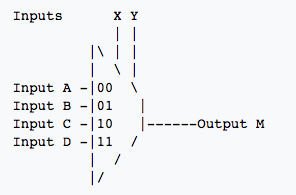 Inputs X Y
Input A -|00
Input B -|01
Input C -|10
Input D -|11
|------Output M